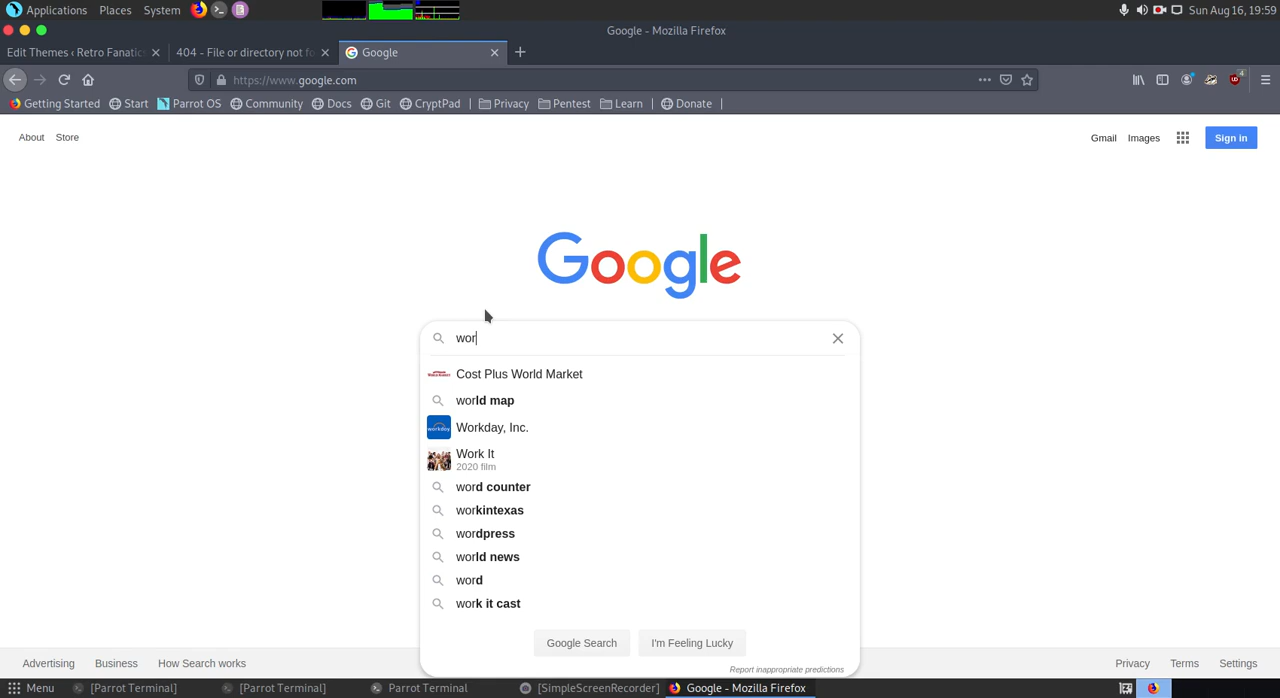 Applications Places System Sun Aug 16, 19:59
Google - Mozilla Firefox
Edit Themes ‹ Retro Fanatics 404 - File or directory not fo Google
https://www.google.com
Getting Started Start Parrot OS Community Docs Git CryptPad Privacy Pentest Learn Donate
About Store Gmail Images Sign in
Google
wor
Cost Plus World Market
world map
Workday, Inc.
Work It
2020 film
word counter
workintexas
wordpress
world news
word
work it cast
Google Search I'm Feeling Lucky
Report inappropriate predictions
Advertising Business How Search works Privacy Terms Settings
Menu [Parrot Terminal] [Parrot Terminal] Parrot Terminal [SimpleScreenRecorder] Google - Mozilla Firefox